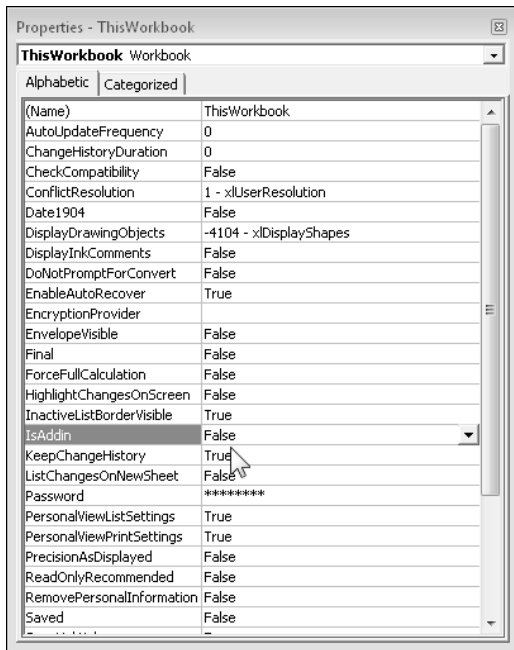 Properties - ThisWorkbook
ThisWorkbook Workbook
Alphabetic Categorized
(Name) ThisWorkbook
AutoUpdateFrequency 0
ChangeHistoryDuration 0
CheckCompatibility False
ConflictResolution 1 - xlUserResolution
Date1904 False
DisplayDrawingObjects -4104 - xlDisplayShapes
DisplayInkComments False
DoNotPromptForConvert False
EnableAutoRecover True
EncryptionProvider
EnvelopeVisible False
Final False
ForceFullCalculation False
HighlightChangesOnScreen False
InactiveListBorderVisible True
IsAddin False
KeepChangeHistory True
ListChangesOnNewSheet False
Password ********
PersonalViewListSettings True
PersonalViewPrintSettings True
PrecisionAsDisplayed False
ReadOnlyRecommended False
RemovePersonalInformation False
Saved False